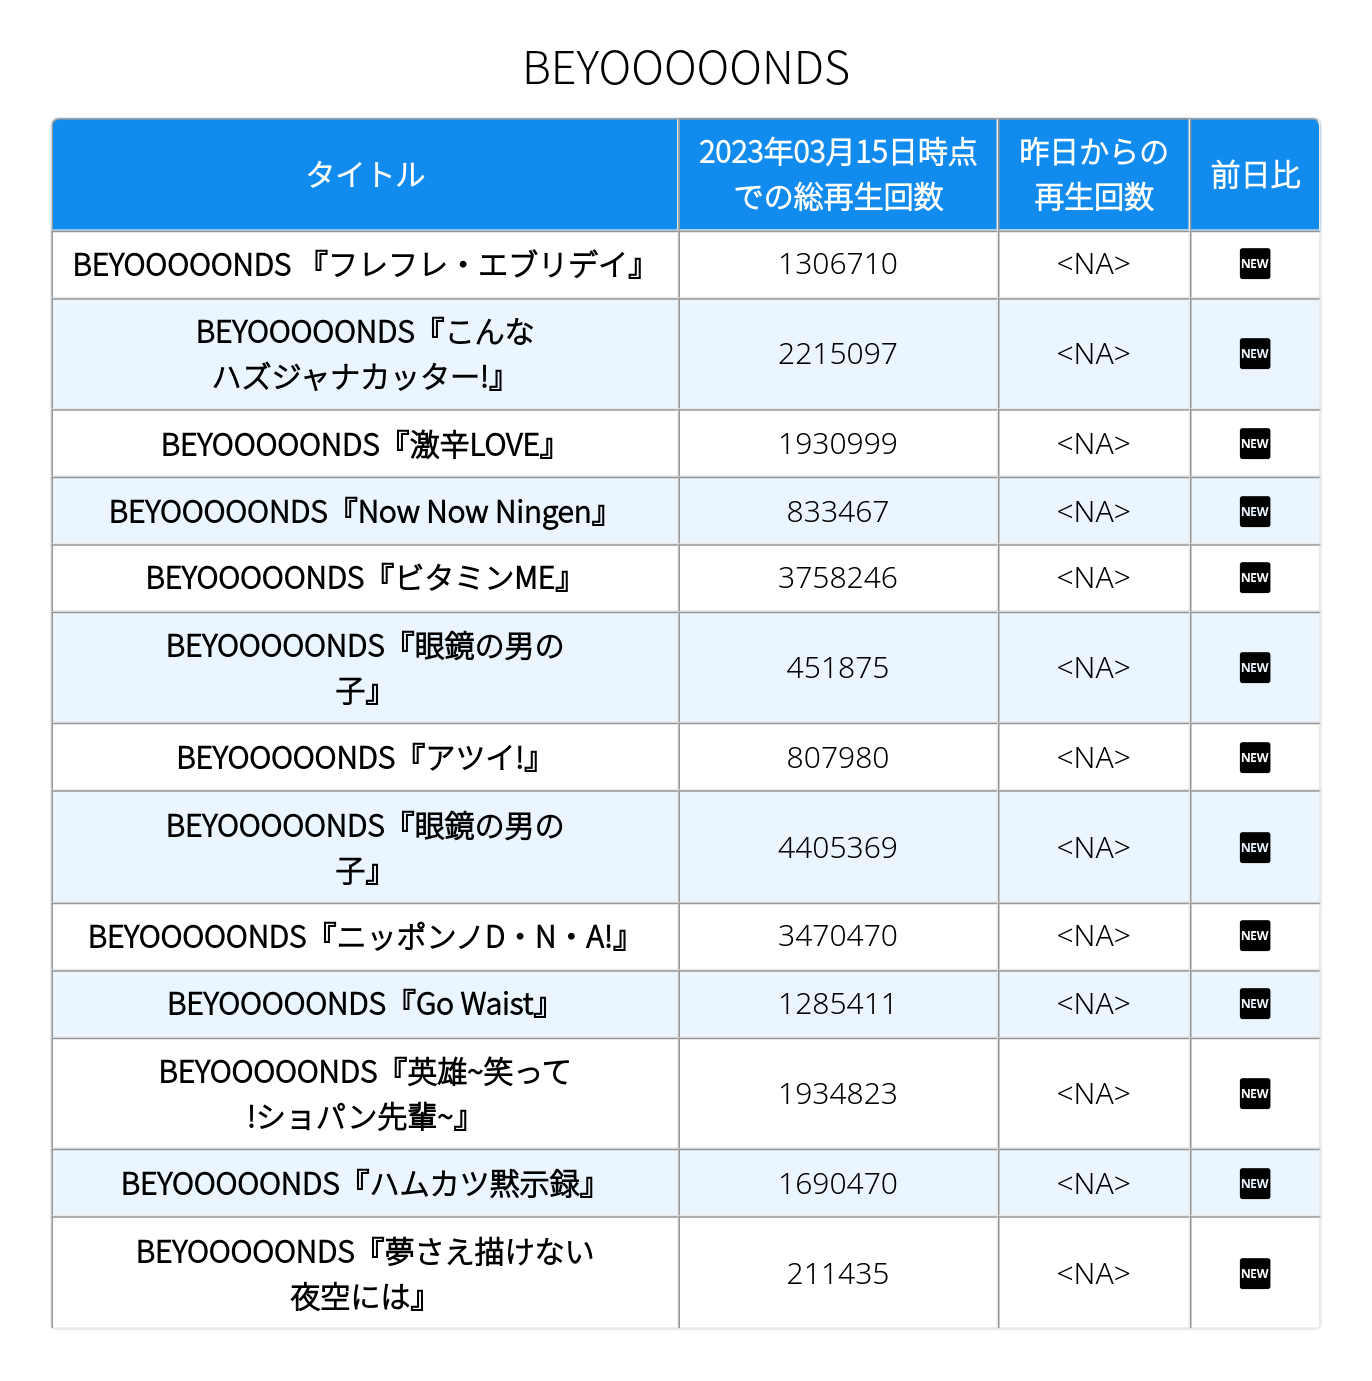 BEYOOOOONDS
タイトル
2023年03月15日時点
での総再生回数
昨日からの
再生回数
前日比
BEYOOOOONDS 『フレフレ・エブリデイ』 1306710 <NA> NEW
BEYOOOOONDS『こんな
ハズジャナカッター!』 2215097 <NA> NEW
BEYOOOOONDS『激辛LOVE』 1930999 <NA> NEW
BEYOOOOONDS『Now Now Ningen』 833467 <NA> NEW
BEYOOOOONDS『ビタミンME』 3758246 <NA> NEW
BEYOOOOONDS『眼鏡の男の
子』 451875 <NA> NEW
BEYOOOOONDS『アツイ!』 807980 <NA> NEW
BEYOOOOONDS『眼鏡の男の
子』 4405369 <NA> NEW
BEYOOOOONDS『ニッポンノD・N・A!』 3470470 <NA> NEW
BEYOOOOONDS『Go Waist』 1285411 <NA> NEW
BEYOOOOONDS『英雄~笑って
!ショパン先輩~』 1934823 <NA> NEW
BEYOOOOONDS『ハムカツ黙示録』 1690470 <NA> NEW
BEYOOOOONDS『夢さえ描けない
夜空には』 211435 <NA> NEW